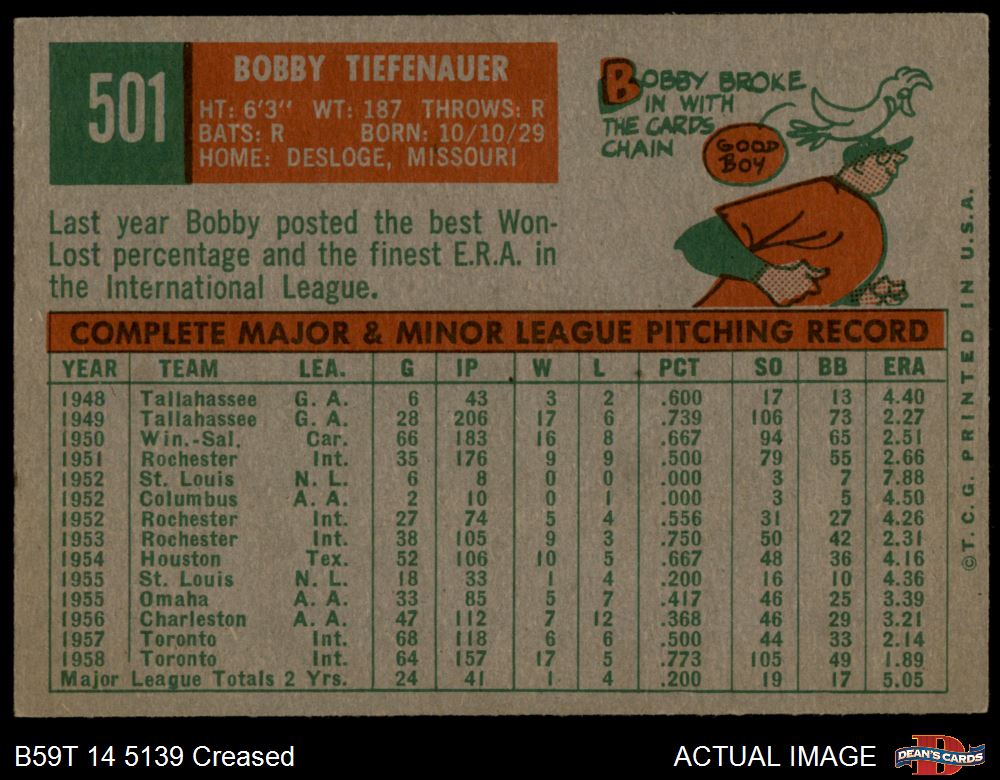 501
BOBBY TIEFENAUER
HT: 6'3" WT: 187 THROWS: R
BATS: R BORN: 10/10/29
HOME: DESLOGE, MISSOURI
BOBBY BROKE
IN WITH
THE CARDS
CHAIN
GOOD
BOY
Last year Bobby posted the best Won-
Lost percentage and the finest E.R.A. in
the International League.
COMPLETE MAJOR & MINOR LEAGUE PITCHING RECORD
YEAR TEAM LEA. G IP W L PCT SO BB ERA
1948 Tallahassee G. A. 6 43 3 2 .600 17 13 4.40
1949 Tallahassee G. A. 28 206 17 6 .739 106 73 2.27
1950 Win.-Sal. Car. 66 183 16 8 .667 94 65 2.51
1951 Rochester Int. 35 176 9 9 .500 79 55 2.66
1952 St. Louis N. L. 6 8 0 0 .000 3 7 7.88
1952 Columbus A. A. 2 10 0 1 .000 3 5 4.50
1952 Rochester Int. 27 74 5 4 .556 31 27 4.26
1953 Rochester Int. 38 105 9 3 .750 50 42 2.31
1954 Houston Tex. 52 106 10 5 .667 48 36 4.16
1955 St. Louis N. L. 18 33 1 4 .200 16 10 4.36
1955 Omaha A. A. 33 85 5 7 .417 46 25 3.39
1956 Charleston A. A. 47 112 7 12 .368 46 29 3.21
1957 Toronto Int. 68 118 6 6 .500 44 33 2.14
1958 Toronto Int. 64 157 17 5 .773 105 49 1.89
Major League Totals 2 Yrs. 24 41 1 4 .200 19 17 5.05
©T.C.G. PRINTED IN U.S.A.
B59T 14 5139 Creased
ACTUAL IMAGE
DEAN'S CARDS